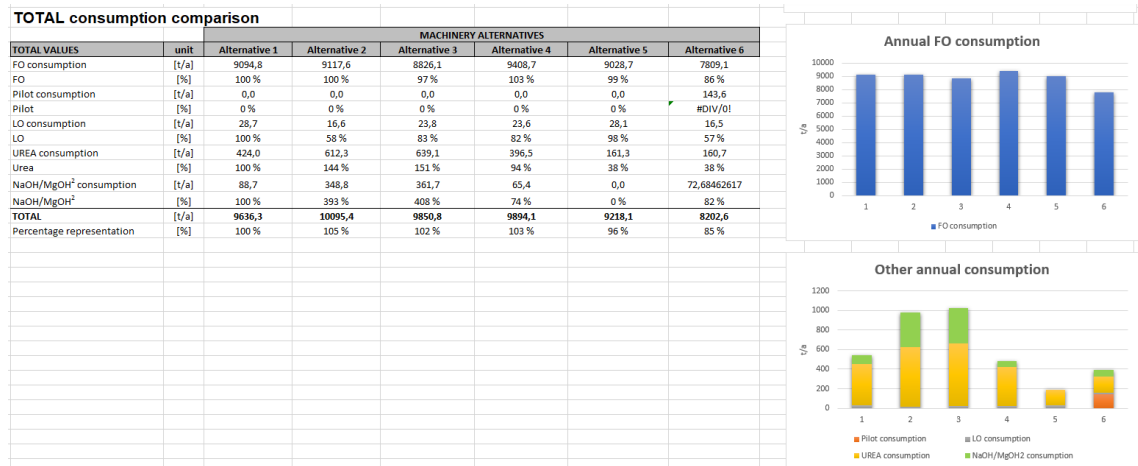 TOTAL consumption comparison
MACHINERY ALTERNATIVES
TOTAL VALUES unit Alternative 1 Alternative 2 Alternative 3 Alternative 4 Alternative 5 Alternative 6
FO consumption [t/a] 9094,8 9117,6 8826,1 9408,7 9028,7 7809,1
FO [%] 100 % 100 % 97 % 103 % 99 % 86 %
Pilot consumption [t/a] 0,0 0,0 0,0 0,0 0,0 143,6
Pilot [%] 0 % 0 % 0 % 0 % 0 % #DIV/0!
LO consumption [t/a] 28,7 16,6 23,8 23,6 28,1 16,5
LO [%] 100 % 58 % 83 % 82 % 98 % 57 %
UREA consumption [t/a] 424,0 612,3 639,1 396,5 161,3 160,7
Urea [%] 100 % 144 % 151 % 94 % 38 % 38 %
NaOH/MgOH² consumption [t/a] 88,7 348,8 361,7 65,4 0,0 72,68462617
NaOH/MgOH² [%] 100 % 393 % 408 % 74 % 0 % 82 %
TOTAL [t/a] 9636,3 10095,4 9850,8 9894,1 9218,1 8202,6
Percentage representation [%] 100 % 105 % 102 % 103 % 96 % 85 %
Annual FO consumption
10000
9000
8000
7000
6000
5000
4000
3000
2000
1000
0
t/a
1 2 3 4 5 6
FO consumption
Other annual consumption
1200
1000
800
600
400
200
0
t/a
1 2 3 4 5 6
Pilot consumption LO consumption
UREA consumption NaOH/MgOH2 consumption